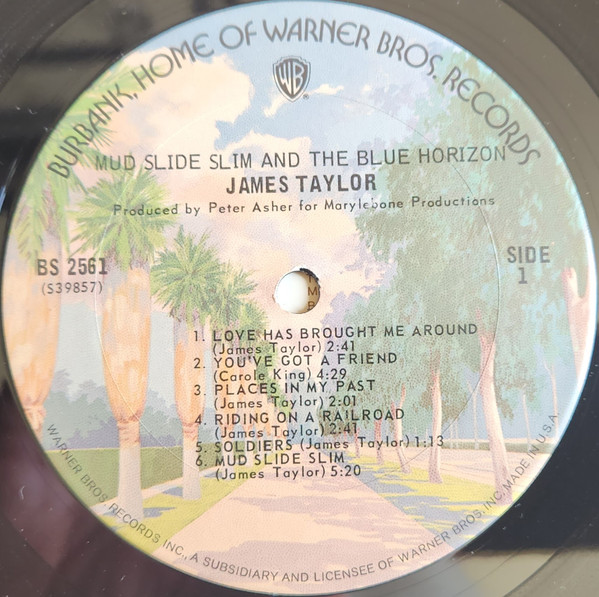 BURBANK, HOME OF WARNER BROS. RECORDS
WB
®
MUD SLIDE SLIM AND THE BLUE HORIZON
JAMES TAYLOR
Produced by Peter Asher for Marylebone Productions
BS 2561
(S39857)
SIDE
1
1. LOVE HAS BROUGHT ME AROUND
(James Taylor) 2:41
2. YOU'VE GOT A FRIEND
(Carole King) 4:29
3. PLACES IN MY PAST
(James Taylor) 2:01
4. RIDING ON A RAILROAD
(James Taylor) 2:41
5. SOLDIERS (James Taylor) 1:13
6. MUD SLIDE SLIM
(James Taylor) 5:20
WARNER BROS. RECORDS INC., A SUBSIDIARY AND LICENSEE OF WARNER BROS. INC. MADE IN U.S.A.